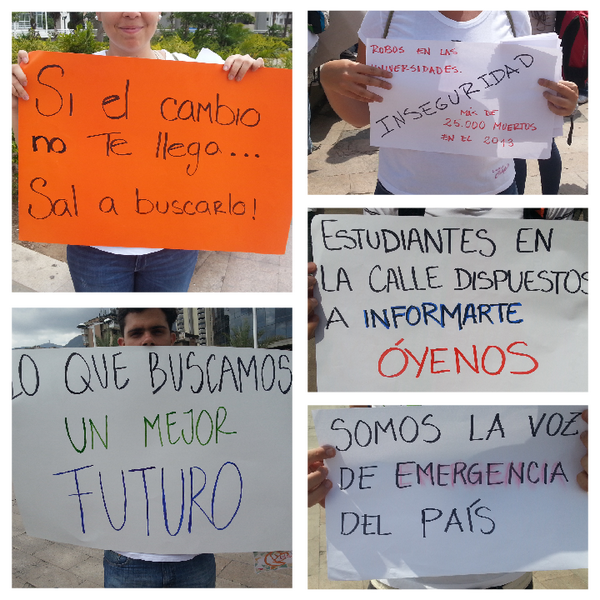 Si el cambio
no Te llega...
Sal a buscarlo!
ROBOS EN LAS
UNIVERSIDADES.
INSEGURIDAD
MÁS DE
25.000 MUERTOS
EN EL 2013
ESTUDIANTES EN
LA CALLE DISPUESTOS
A INFORMARTE
ÓYENOS
LO QUE BUSCAMOS
UN MEJOR
FUTURO
SOMOS LA VOZ
DE EMERGENCIA
DEL PAÍS